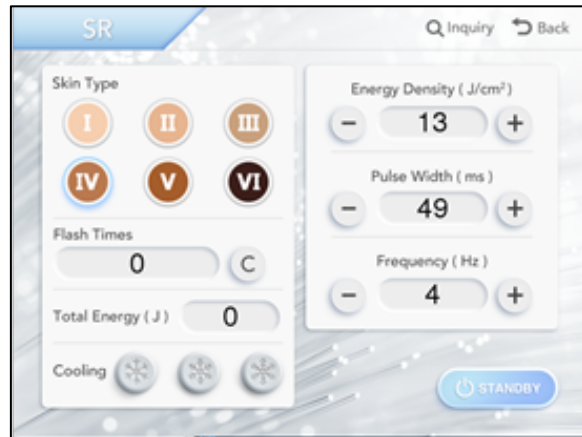 SR
Inquiry Back
Skin Type
I II III
IV V VI
Flash Times
0 C
Total Energy ( J ) 0
Cooling
Energy Density ( J/cm² )
− 13 +
Pulse Width ( ms )
− 49 +
Frequency ( Hz )
− 4 +
STANDBY